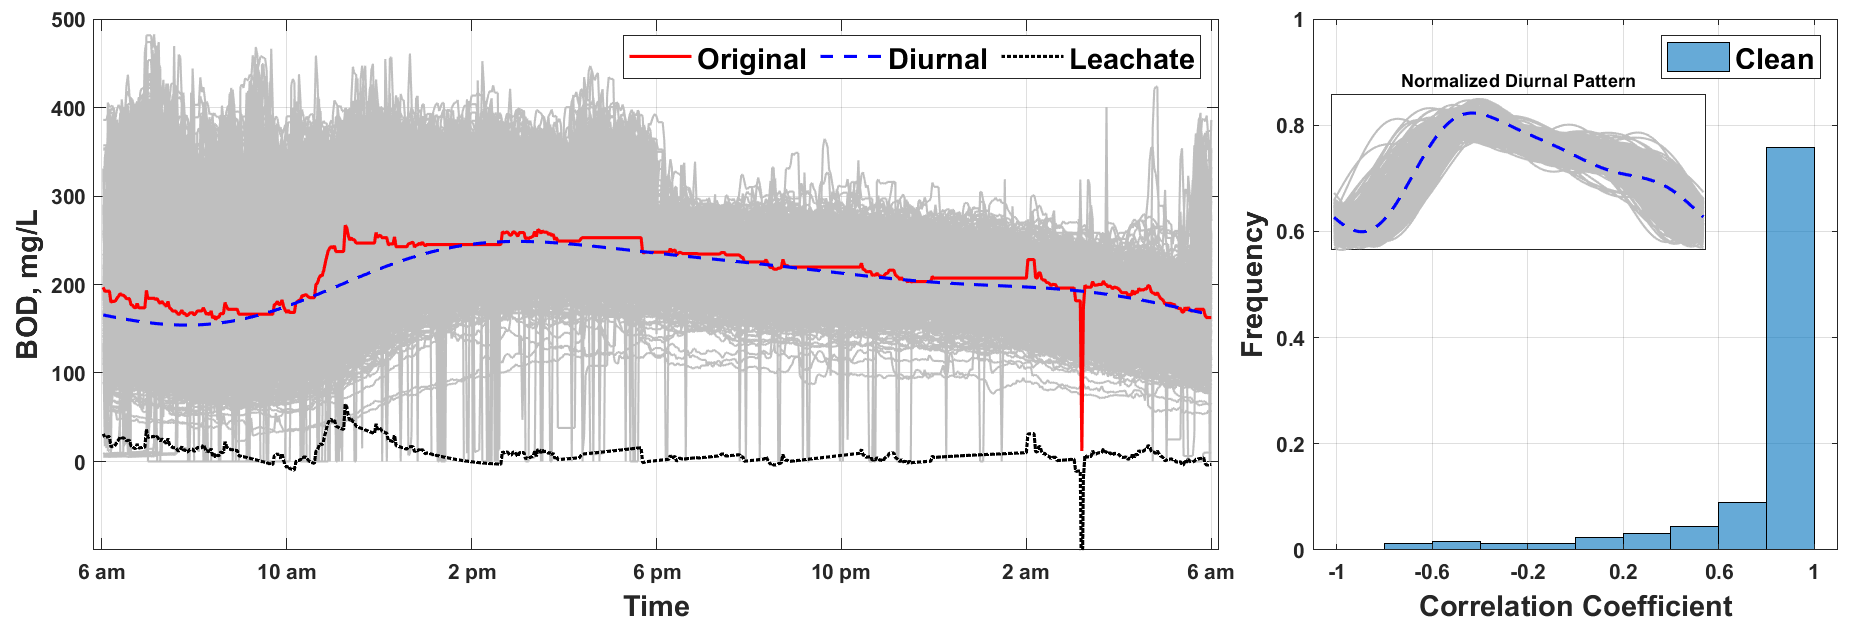 500
400
300
200
100
0
BOD, mg/L
Original Diurnal Leachate
6 am 10 am 2 pm 6 pm 10 pm 2 am 6 am
Time
1
0.8
0.6
0.4
0.2
0
Frequency
Clean
Normalized Diurnal Pattern
-1 -0.6 -0.2 0.2 0.6 1
Correlation Coefficient